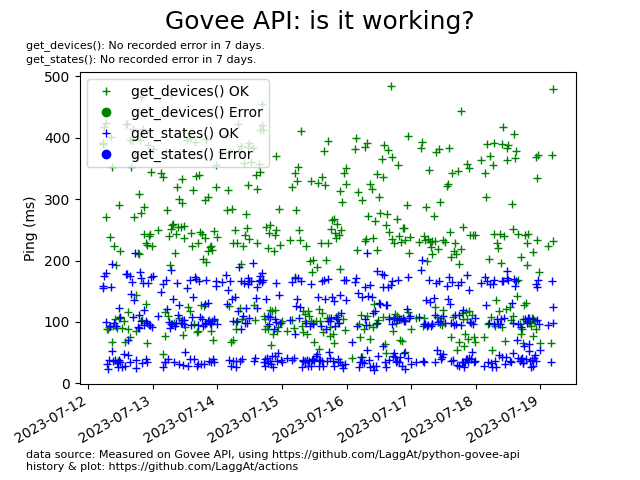 Govee API: is it working?
get_devices(): No recorded error in 7 days.
get_states(): No recorded error in 7 days.
500
400
300
200
100
0
Ping (ms)
get_devices() OK
get_devices() Error
get_states() OK
get_states() Error
2023-07-12
2023-07-13
2023-07-14
2023-07-15
2023-07-16
2023-07-17
2023-07-18
2023-07-19
data source: Measured on Govee API, using https://github.com/LaggAt/python-govee-api
history & plot: https://github.com/LaggAt/actions